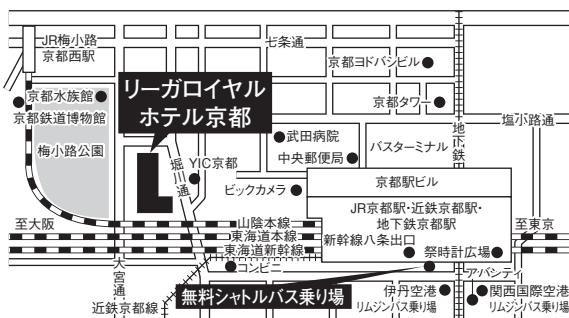 JR梅小路
京都西駅
七条通
京都ヨドバシビル
京都水族館
リーガロイヤル
ホテル京都
京都タワー
京都鉄道博物館
塩小路通
梅小路公園
武田病院
バスターミナル
地下鉄
堀川通
YIC京都
中央郵便局
京都駅ビル
ビックカメラ
JR京都駅・近鉄京都駅・
地下鉄京都駅
至大阪
山陰本線
至東京
東海道本線
新幹線八条出口
東海道新幹線
祭時計広場
大宮通
コンビニ
アバンティ
近鉄京都線
無料シャトルバス乗り場
伊丹空港
リムジンバス乗り場
関西国際空港
リムジンバス乗り場